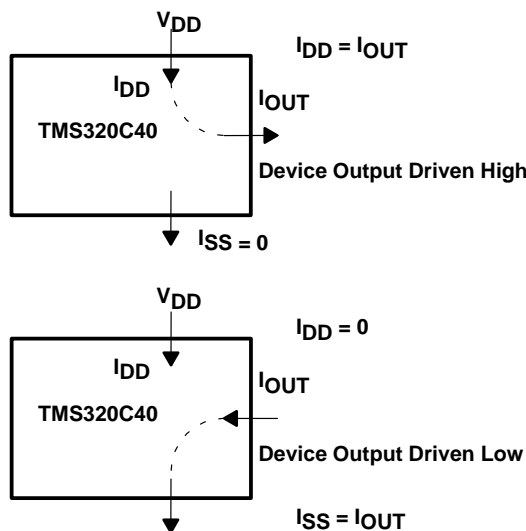 VDD
IDD = IOUT
IDD
IOUT
TMS320C40
Device Output Driven High
ISS = 0
VDD
IDD = 0
IDD
IOUT
TMS320C40
Device Output Driven Low
ISS = IOUT